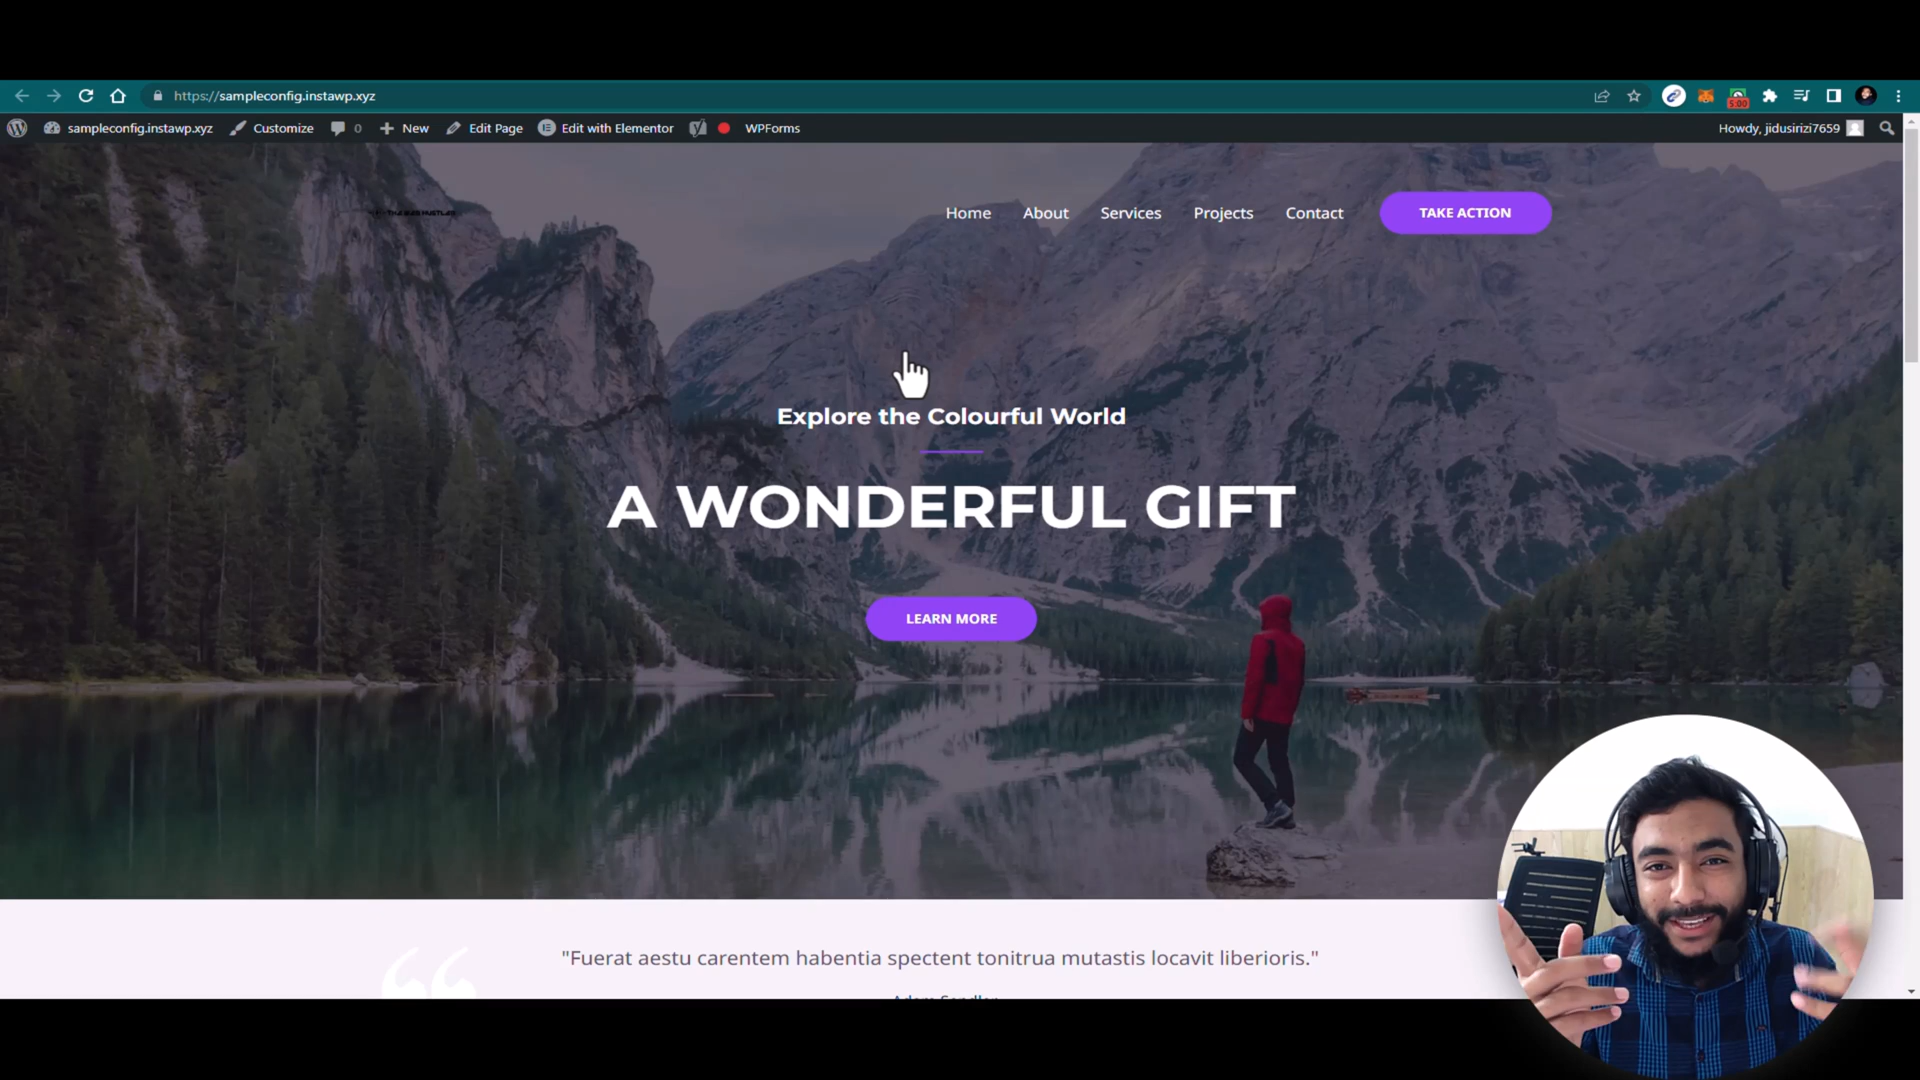 https://sampleconfig.instawp.xyz
5:00
sampleconfig.instawp.xyz Customize 0 New Edit Page Edit with Elementor WPForms Howdy, jidusirizi7659
Home About Services Projects Contact TAKE ACTION
Explore the Colourful World
A WONDERFUL GIFT
LEARN MORE
"Fuerat aestu carentem habentia spectent tonitrua mutastis locavit liberioris."